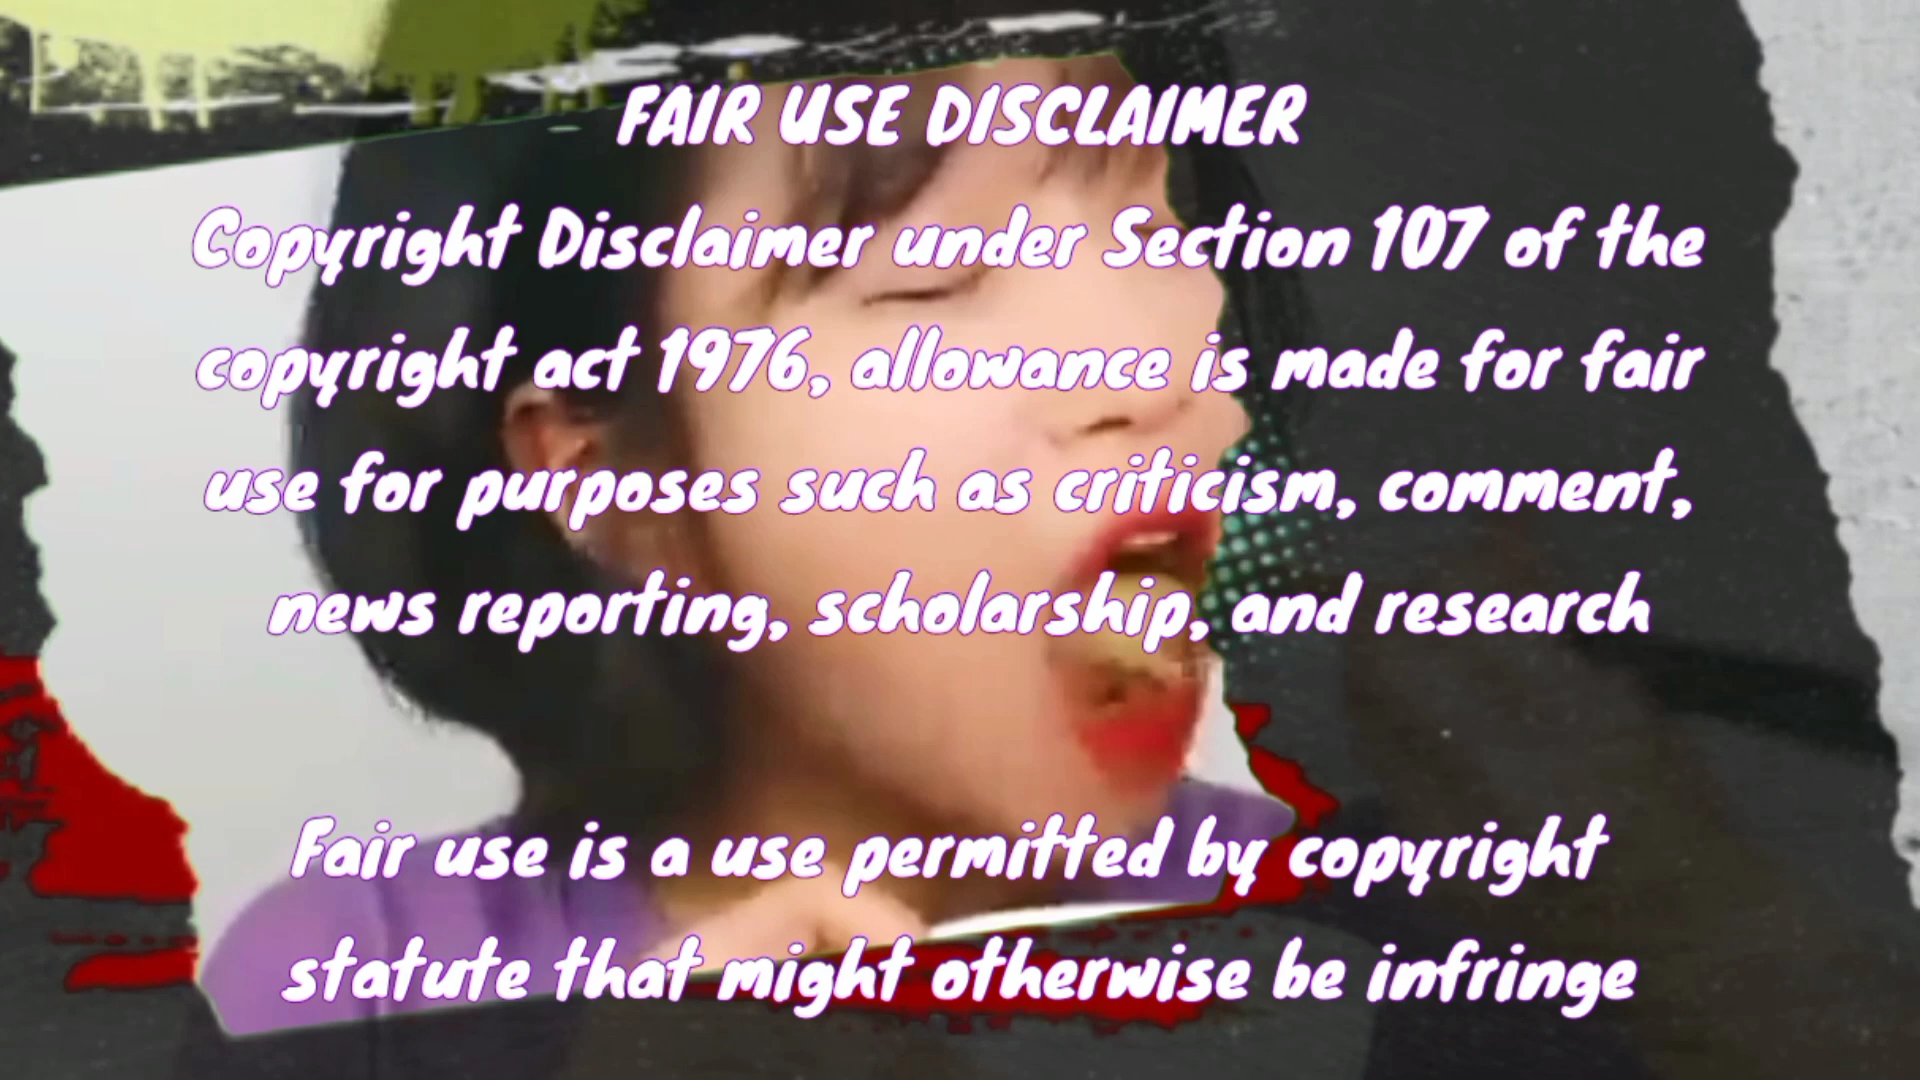 FAIR USE DISCLAIMER
Copyright Disclaimer under Section 107 of the
copyright act 1976, allowance is made for fair
use for purposes such as criticism, comment,
news reporting, scholarship, and research
Fair use is a use permitted by copyright
statute that might otherwise be infringe